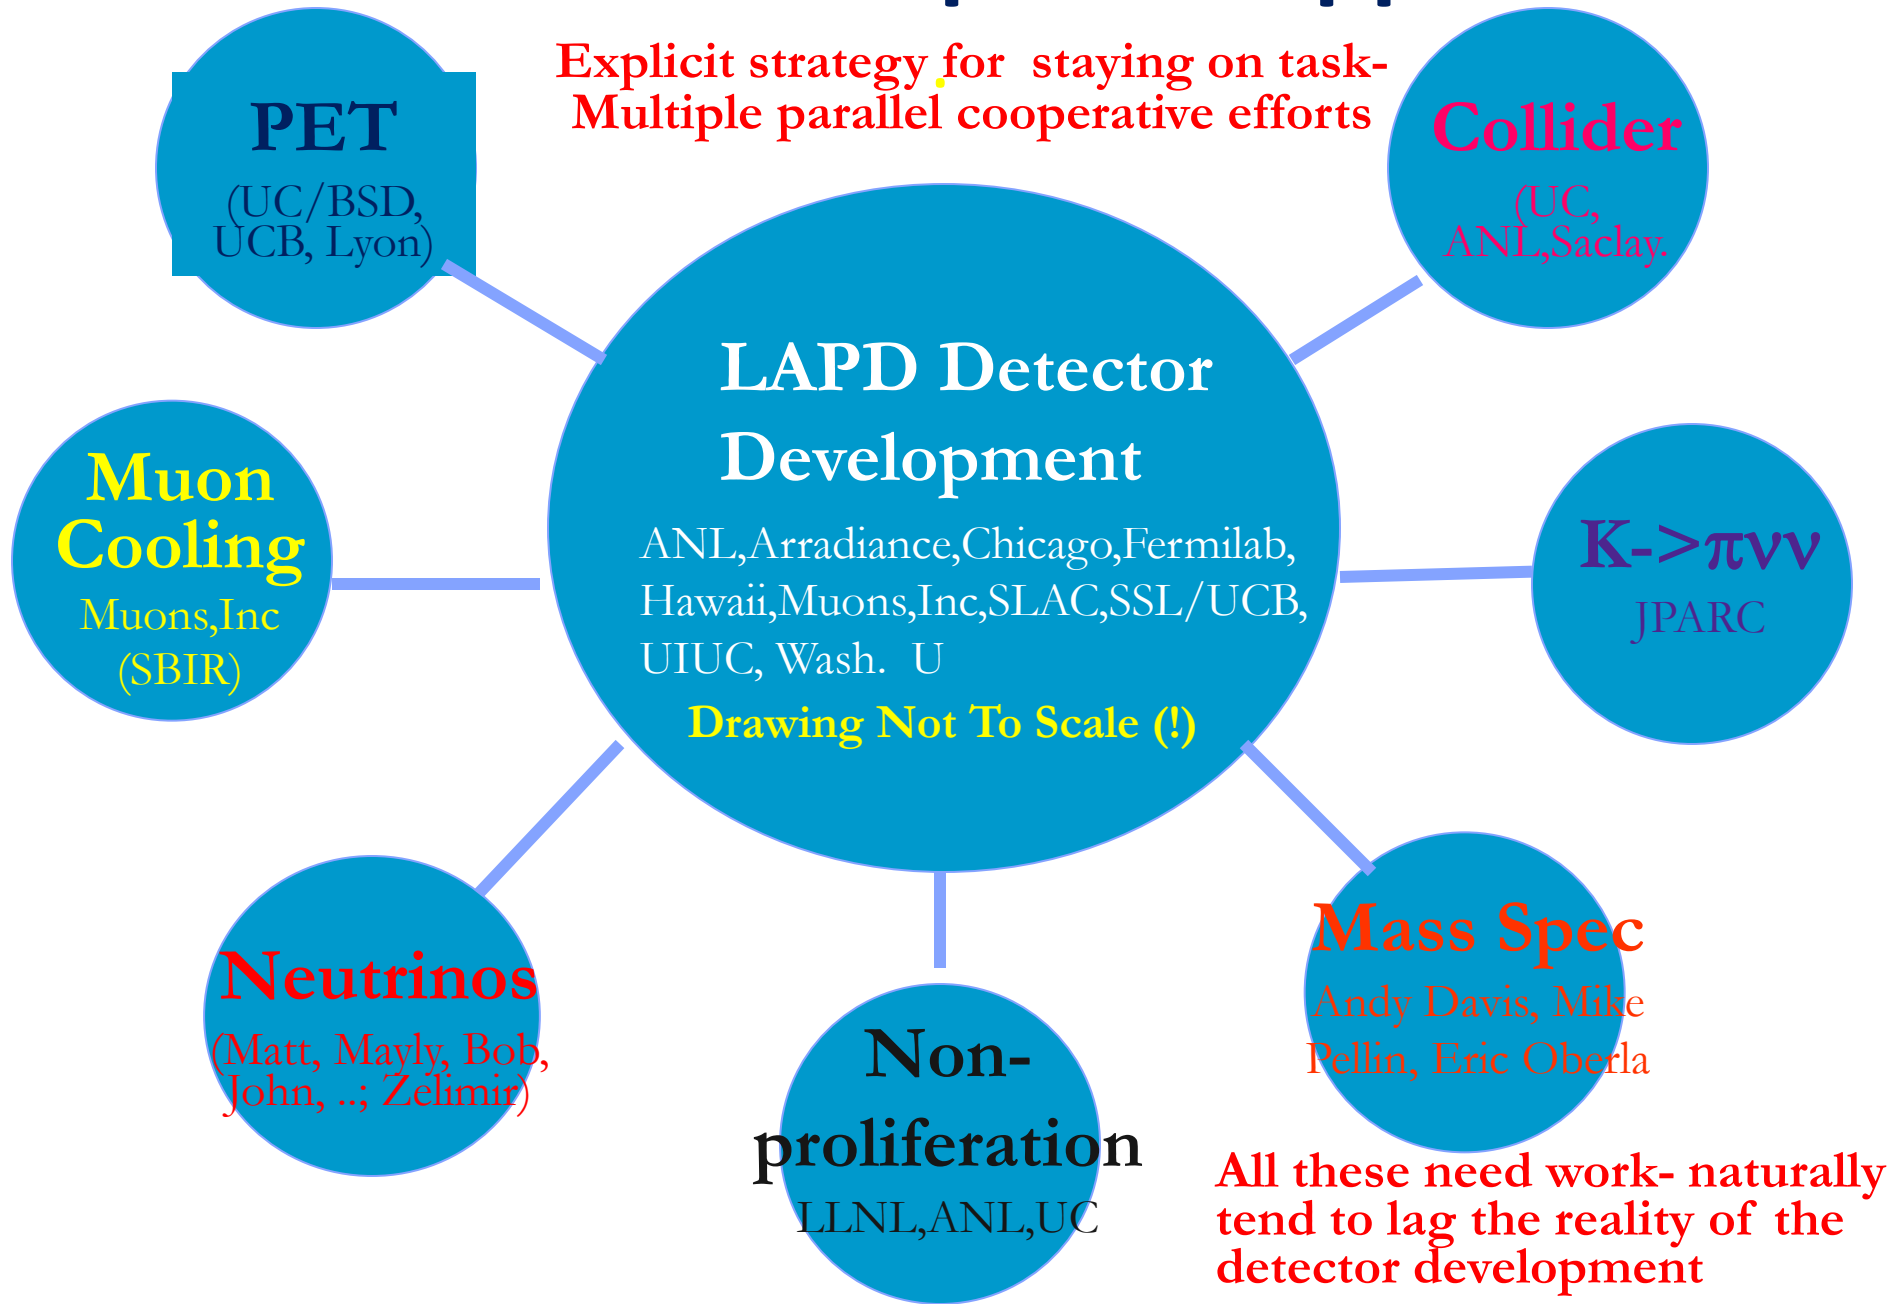 Explicit strategy for staying on task-
Multiple parallel cooperative efforts
PET
(UC/BSD,
UCB, Lyon)
Collider
(UC,
ANL,Saclay.
LAPD Detector
Development
ANL,Arradiance,Chicago,Fermilab,
Hawaii,Muons,Inc,SLAC,SSL/UCB,
UIUC, Wash. U
Drawing Not To Scale (!)
Muon
Cooling
Muons,Inc
(SBIR)
K->πνν
JPARC
Neutrinos
(Matt, Mayly, Bob,
John, ..; Zelimir)
Non-
proliferation
LLNL,ANL,UC
Mass Spec
Andy Davis, Mike
Pellin, Eric Oberla
All these need work- naturally
tend to lag the reality of the
detector development